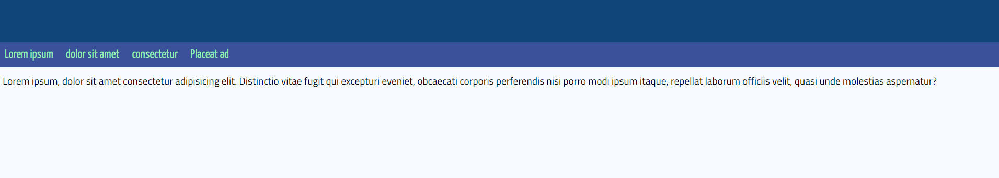 Lorem ipsum dolor sit amet consectetur Placeat ad
Lorem ipsum, dolor sit amet consectetur adipisicing elit. Distinctio vitae fugit qui excepturi eveniet, obcaecati corporis perferendis nisi porro modi ipsum itaque, repellat laborum officiis velit, quasi unde molestias aspernatur?